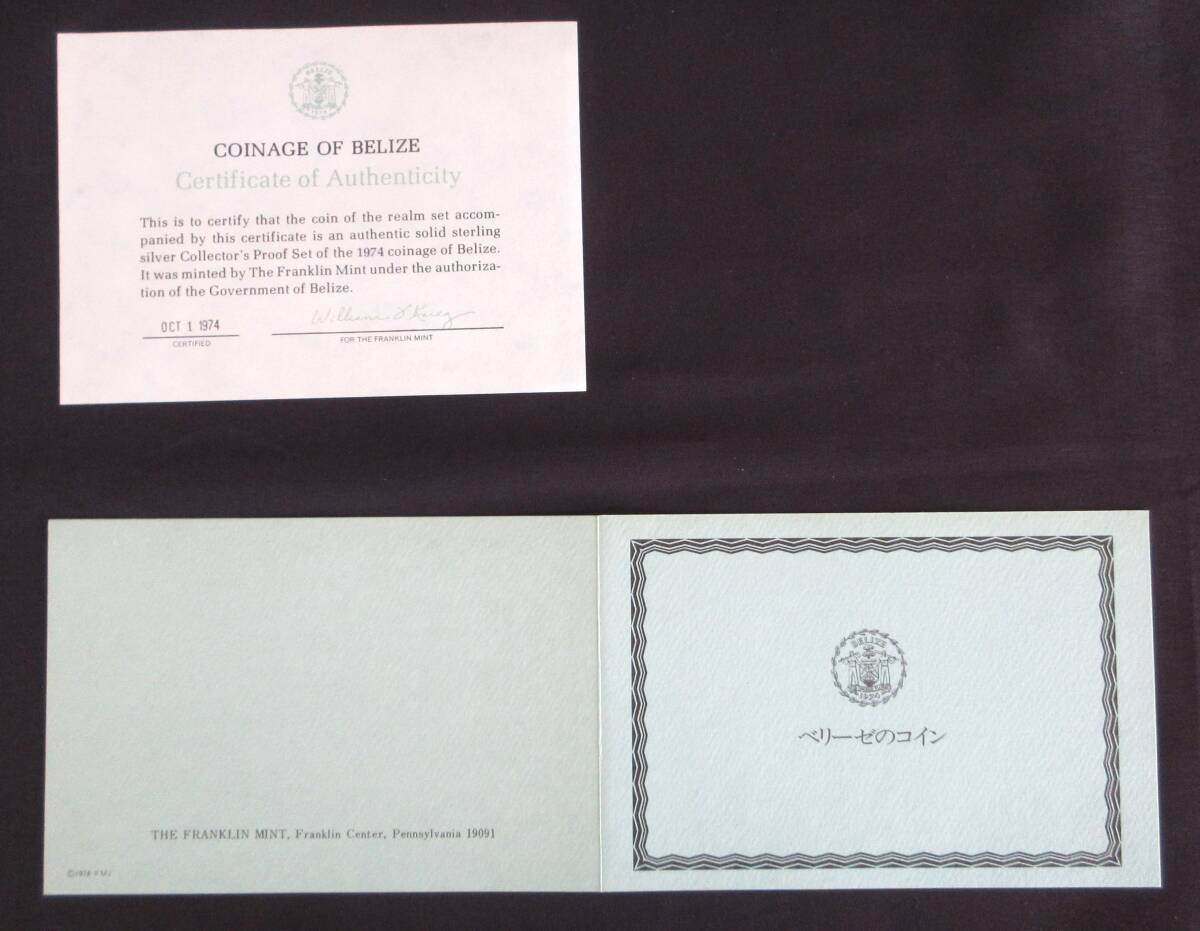 BELIZE
1974
COINAGE OF BELIZE
Certificate of Authenticity
This is to certify that the coin of the realm set accom-
panied by this certificate is an authentic solid sterling
silver Collector's Proof Set of the 1974 coinage of Belize.
It was minted by The Franklin Mint under the authoriza-
tion of the Government of Belize.
OCT 1 1974
CERTIFIED
FOR THE FRANKLIN MINT
THE FRANKLIN MINT, Franklin Center, Pennsylvania 19091
BELIZE
1974
ベリーゼのコイン